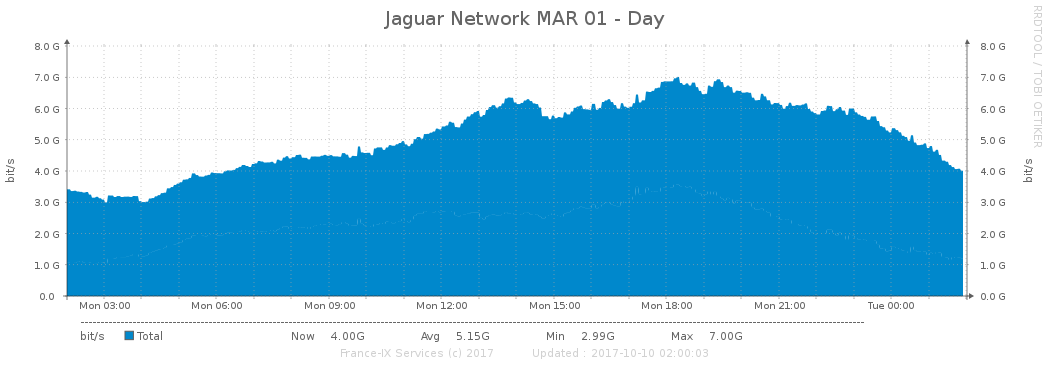 Jaguar Network MAR 01 - Day
RRDTOOL / TOBI OETIKER
bit/s
bit/s
8.0 G 8.0 G
7.0 G 7.0 G
6.0 G 6.0 G
5.0 G 5.0 G
4.0 G 4.0 G
3.0 G 3.0 G
2.0 G 2.0 G
1.0 G 1.0 G
0.0 0.0 G
Mon 03:00 Mon 06:00 Mon 09:00 Mon 12:00 Mon 15:00 Mon 18:00 Mon 21:00 Tue 00:00
bit/s Total Now 4.00G Avg 5.15G Min 2.99G Max 7.00G
France-IX Services (c) 2017 Updated : 2017-10-10 02:00:03